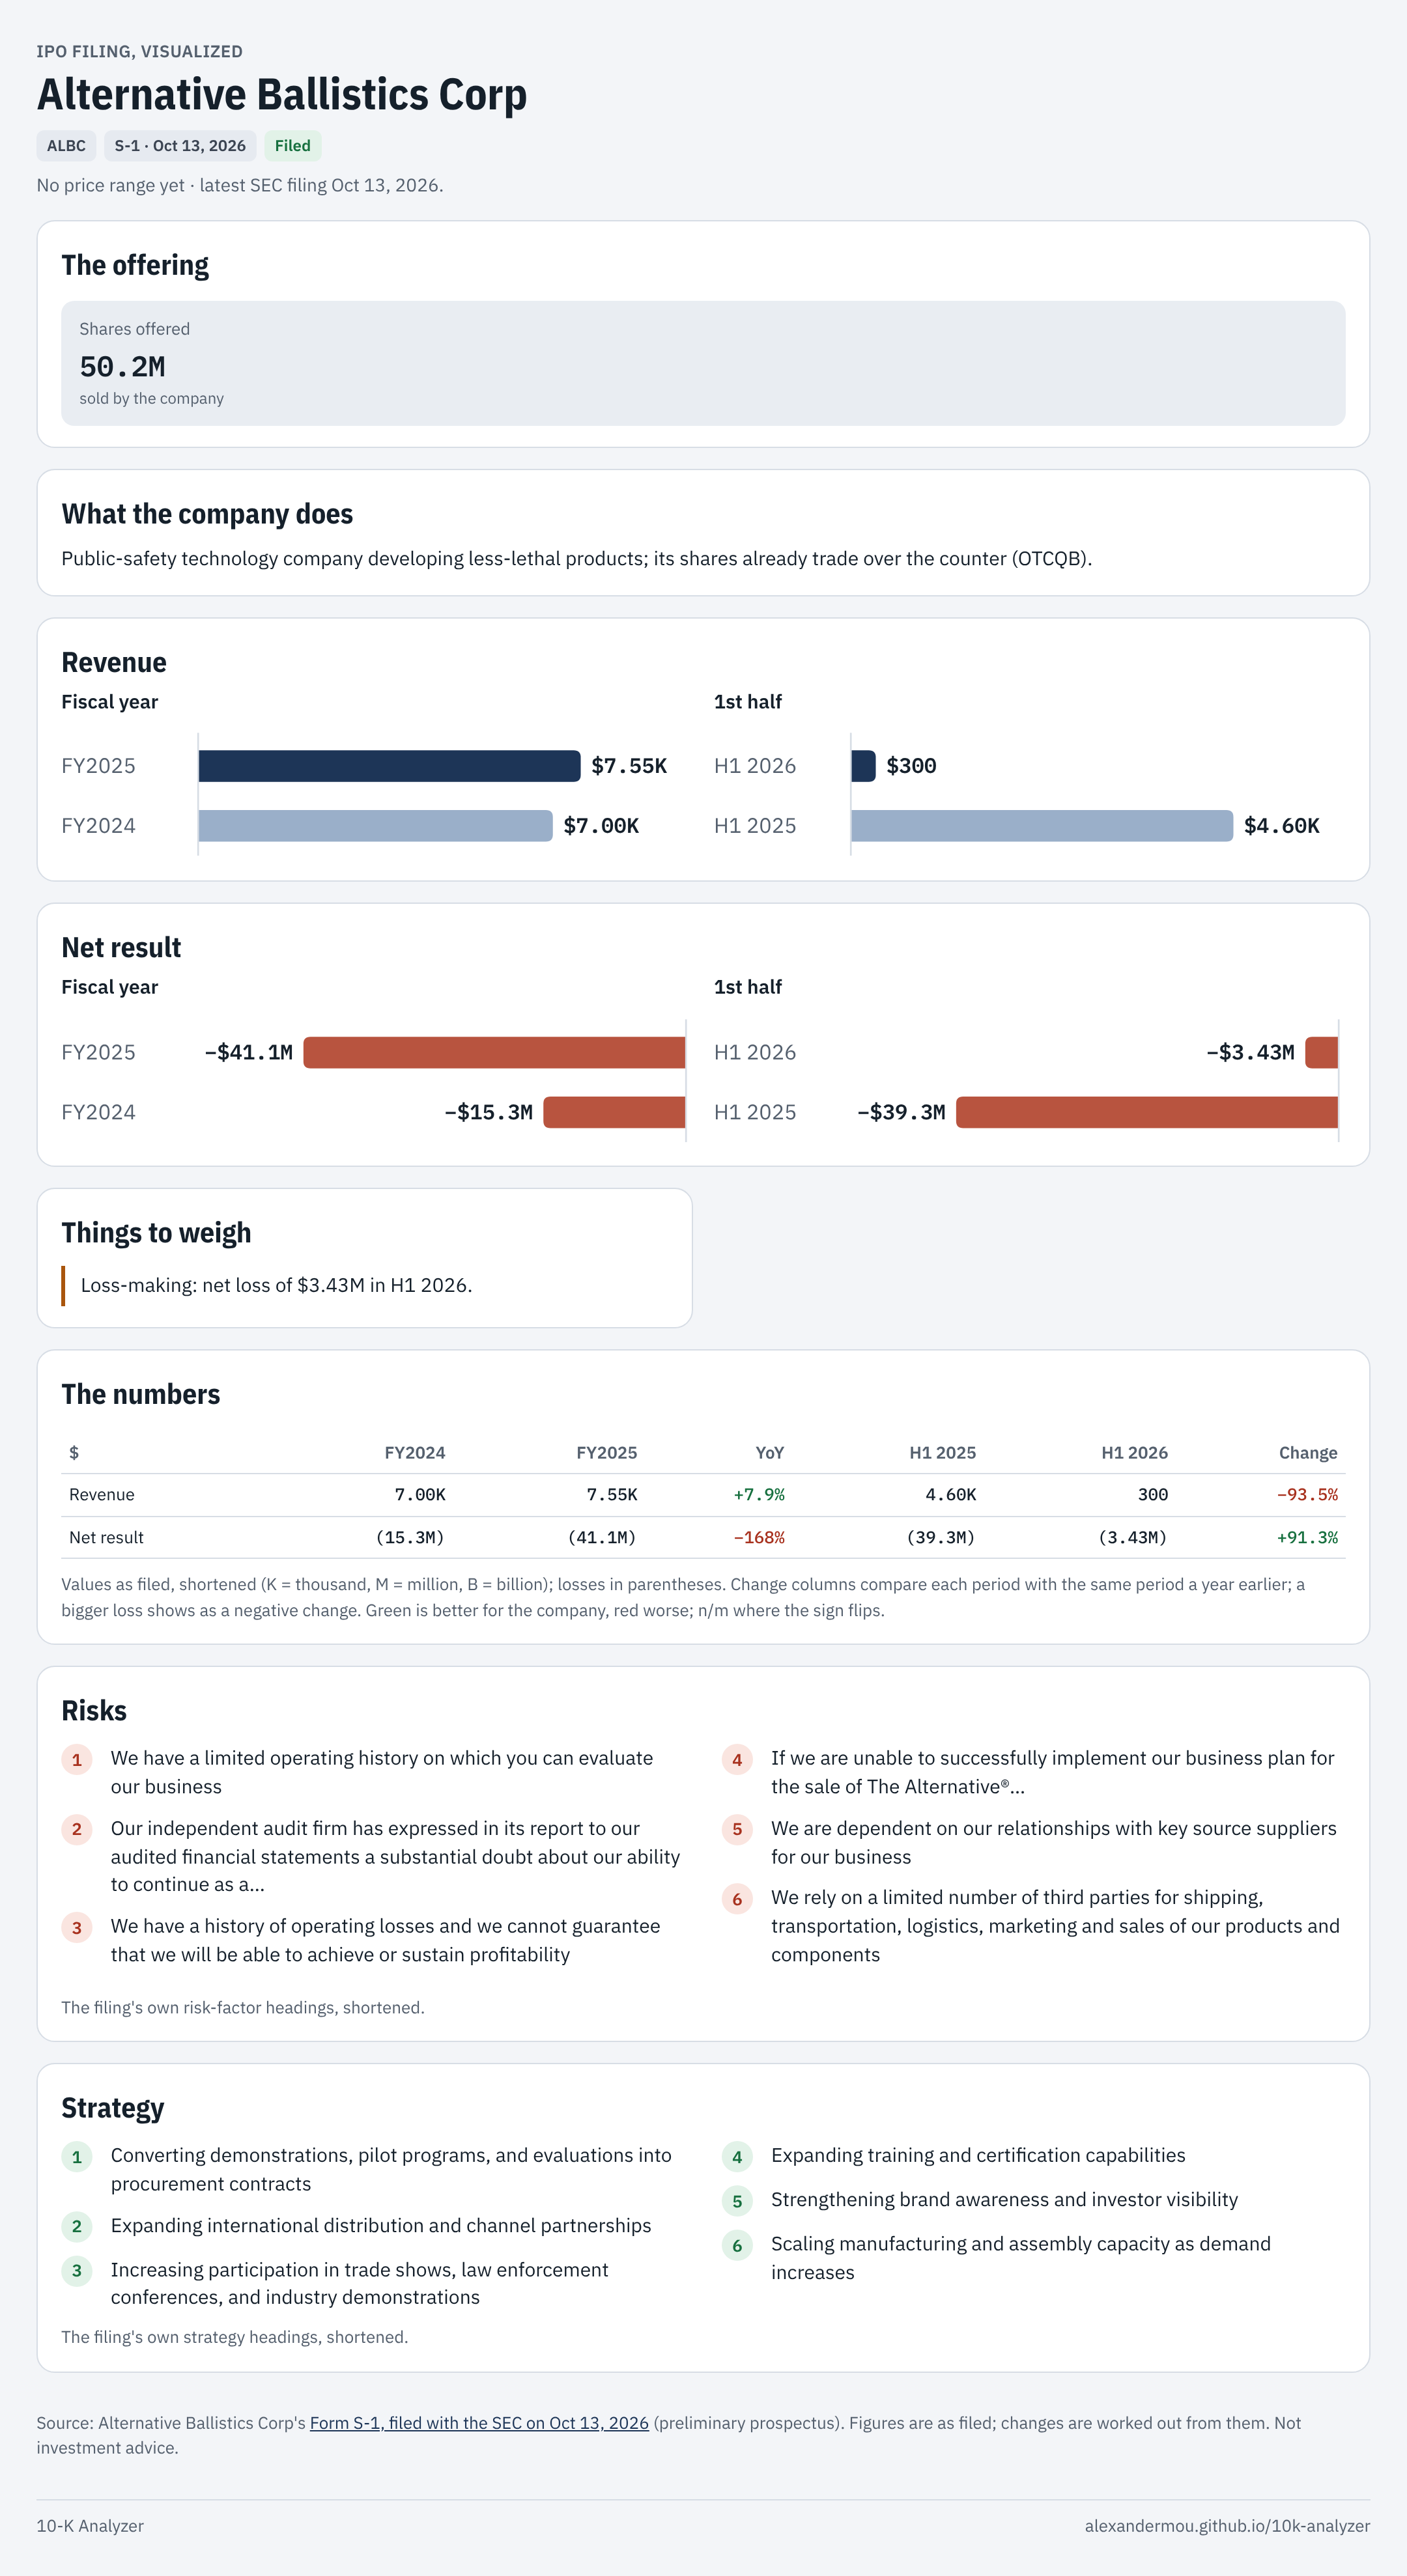 IPO FILING, VISUALIZED
Alternative Ballistics Corp
ALBC S-1 · Oct 13, 2026 Filed
No price range yet · latest SEC filing Oct 13, 2026.
The offering
Shares offered
50.2M
sold by the company
What the company does
Public-safety technology company developing less-lethal products; its shares already trade over the counter (OTCQB).
Revenue
Fiscal year
FY2025 $7.55K
FY2024 $7.00K
1st half
H1 2026 $300
H1 2025 $4.60K
Net result
Fiscal year
FY2025 −$41.1M
FY2024 −$15.3M
1st half
H1 2026 −$3.43M
H1 2025 −$39.3M
Things to weigh
Loss-making: net loss of $3.43M in H1 2026.
The numbers
$ FY2024 FY2025 YoY H1 2025 H1 2026 Change
Revenue 7.00K 7.55K +7.9% 4.60K 300 −93.5%
Net result (15.3M) (41.1M) −168% (39.3M) (3.43M) +91.3%
Values as filed, shortened (K = thousand, M = million, B = billion); losses in parentheses. Change columns compare each period with the same period a year earlier; a
bigger loss shows as a negative change. Green is better for the company, red worse; n/m where the sign flips.
Risks
1 We have a limited operating history on which you can evaluate
our business
2 Our independent audit firm has expressed in its report to our
audited financial statements a substantial doubt about our ability
to continue as a…
3 We have a history of operating losses and we cannot guarantee
that we will be able to achieve or sustain profitability
4 If we are unable to successfully implement our business plan for
the sale of The Alternative®…
5 We are dependent on our relationships with key source suppliers
for our business
6 We rely on a limited number of third parties for shipping,
transportation, logistics, marketing and sales of our products and
components
The filing's own risk-factor headings, shortened.
Strategy
1 Converting demonstrations, pilot programs, and evaluations into
procurement contracts
2 Expanding international distribution and channel partnerships
3 Increasing participation in trade shows, law enforcement
conferences, and industry demonstrations
4 Expanding training and certification capabilities
5 Strengthening brand awareness and investor visibility
6 Scaling manufacturing and assembly capacity as demand
increases
The filing's own strategy headings, shortened.
Source: Alternative Ballistics Corp's Form S-1, filed with the SEC on Oct 13, 2026 (preliminary prospectus). Figures are as filed; changes are worked out from them. Not
investment advice.
10-K Analyzer
alexandermou.github.io/10k-analyzer